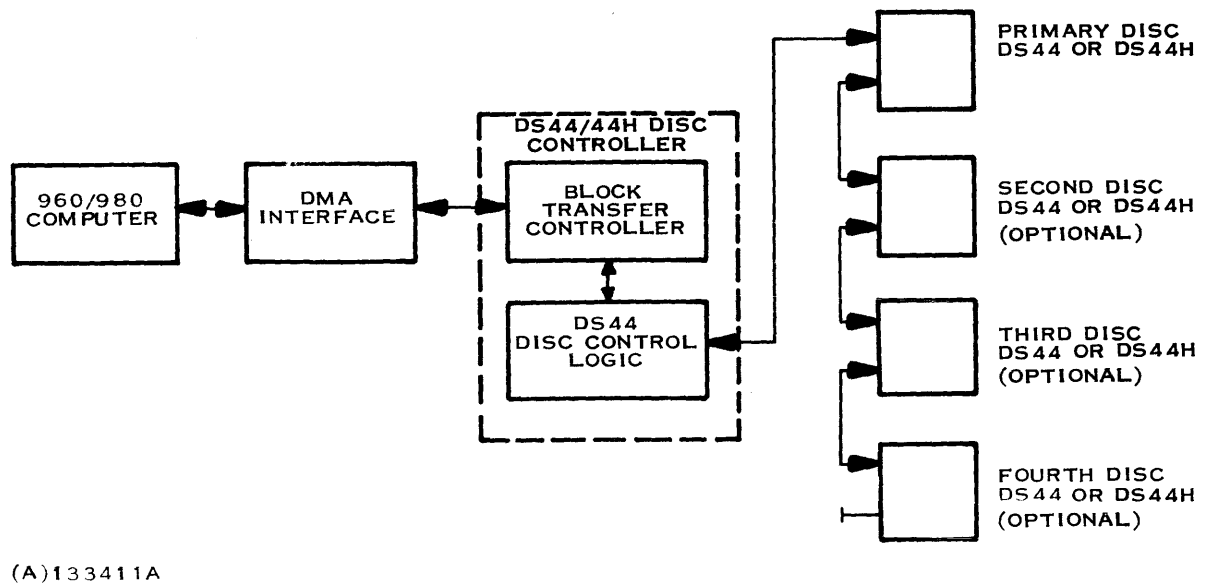 960/980
COMPUTER
DMA
INTERFACE
DS44/44H DISC
CONTROLLER
BLOCK
TRANSFER
CONTROLLER
DS44
DISC CONTROL
LOGIC
PRIMARY DISC
DS44 OR DS44H
SECOND DISC
DS44 OR DS44H
(OPTIONAL)
THIRD DISC
DS44 OR DS44H
(OPTIONAL)
FOURTH DISC
DS44 OR DS44H
(OPTIONAL)
(A)133411A